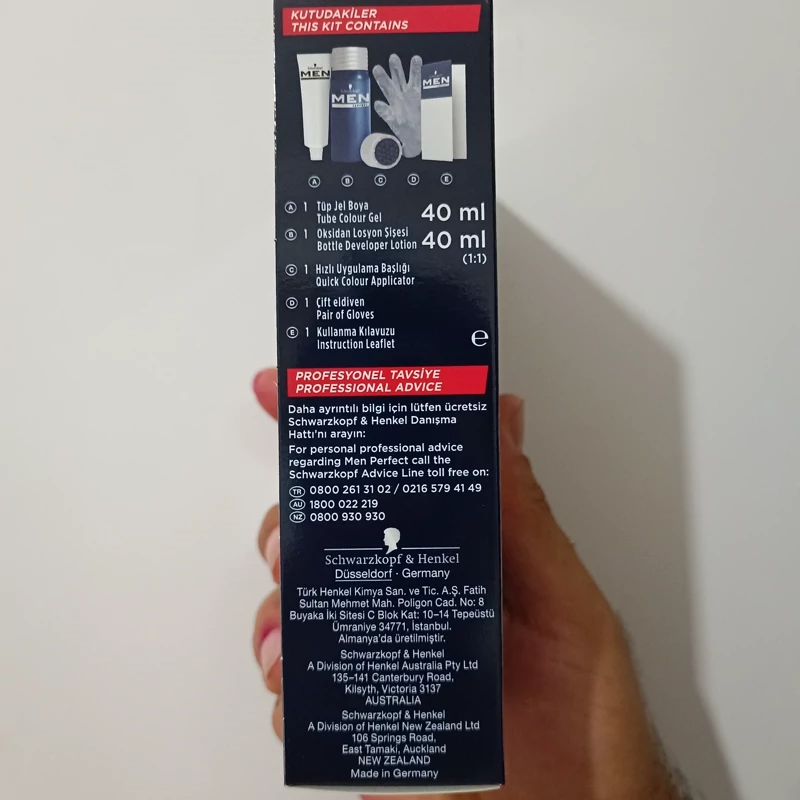 KUTUDAKİLER
THIS KIT CONTAINS
MEN
MEN
MEN
A B C D E
A 1 Tüp Jel Boya
Tube Colour Gel 40 ml
B 1 Oksidan Losyon Şişesi
Bottle Developer Lotion 40 ml
(1:1)
C 1 Hızlı Uygulama Başlığı
Quick Colour Applicator
D 1 Çift eldiven
Pair of Gloves
E 1 Kullanma Kılavuzu
Instruction Leaflet
e
PROFESYONEL TAVSİYE
PROFESSIONAL ADVICE
Daha ayrıntılı bilgi için lütfen ücretsiz
Schwarzkopf & Henkel Danışma
Hattı'nı arayın:
For personal professional advice
regarding Men Perfect call the
Schwarzkopf Advice Line toll free on:
TR 0800 261 31 02 / 0216 579 41 49
AU 1800 022 219
NZ 0800 930 930
Schwarzkopf & Henkel
Düsseldorf · Germany
Türk Henkel Kimya San. ve Tic. A.Ş. Fatih
Sultan Mehmet Mah. Poligon Cad. No: 8
Buyaka İki Sitesi C Blok Kat: 10–14 Tepeüstü
Ümraniye 34771, İstanbul.
Almanya'da üretilmiştir.
Schwarzkopf & Henkel
A Division of Henkel Australia Pty Ltd
135–141 Canterbury Road,
Kilsyth, Victoria 3137
AUSTRALIA
Schwarzkopf & Henkel
A Division of Henkel New Zealand Ltd
106 Springs Road,
East Tamaki, Auckland
NEW ZEALAND
Made in Germany